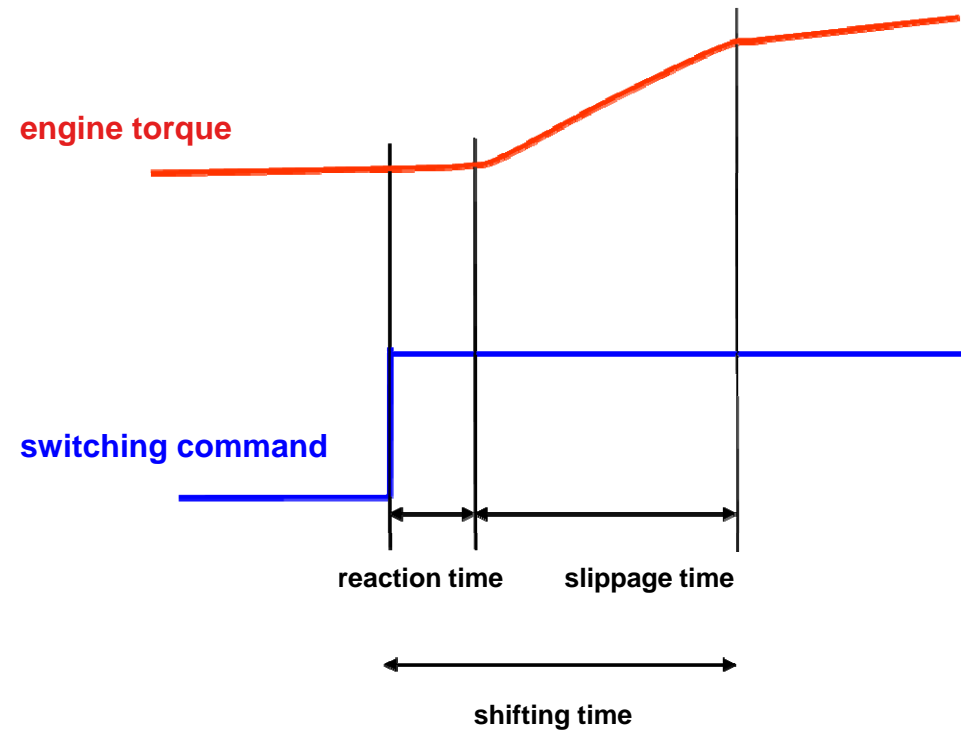 engine torque
switching command
reaction time
slippage time
shifting time